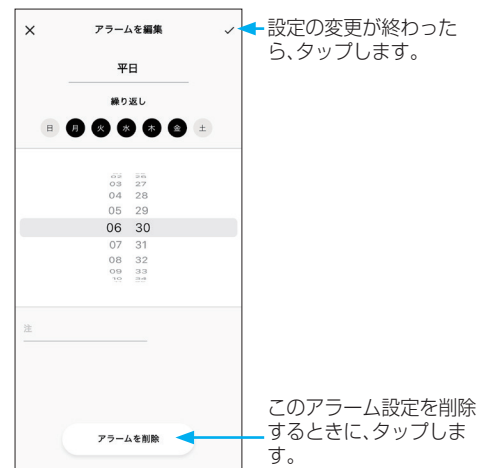 × アラームを編集 ✓
設定の変更が終わった
ら、タップします。
平日
繰り返し
日 月 火 水 木 金 土
02 26
03 27
04 28
05 29
06 30
07 31
08 32
09 33
10 34
注
アラームを削除
このアラーム設定を削除
するときに、タップしま
す。